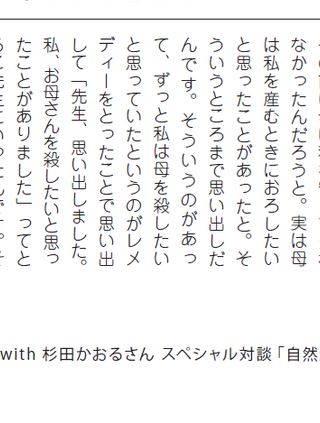 なかったんだろうと。実は母
は私を産むときにおろしたい
と思ったことがあったと。そ
ういうところまで思い出しだ
んです。そういうのがあっ
て、ずっと私は母を殺したい
と思っていたというのがレメ
ディーをとったことで思い出
して「先生、思い出しました。
私、お母さんを殺したいと思っ
たことがありました」ってと
with 杉田かおるさん スペシャル対談「自然